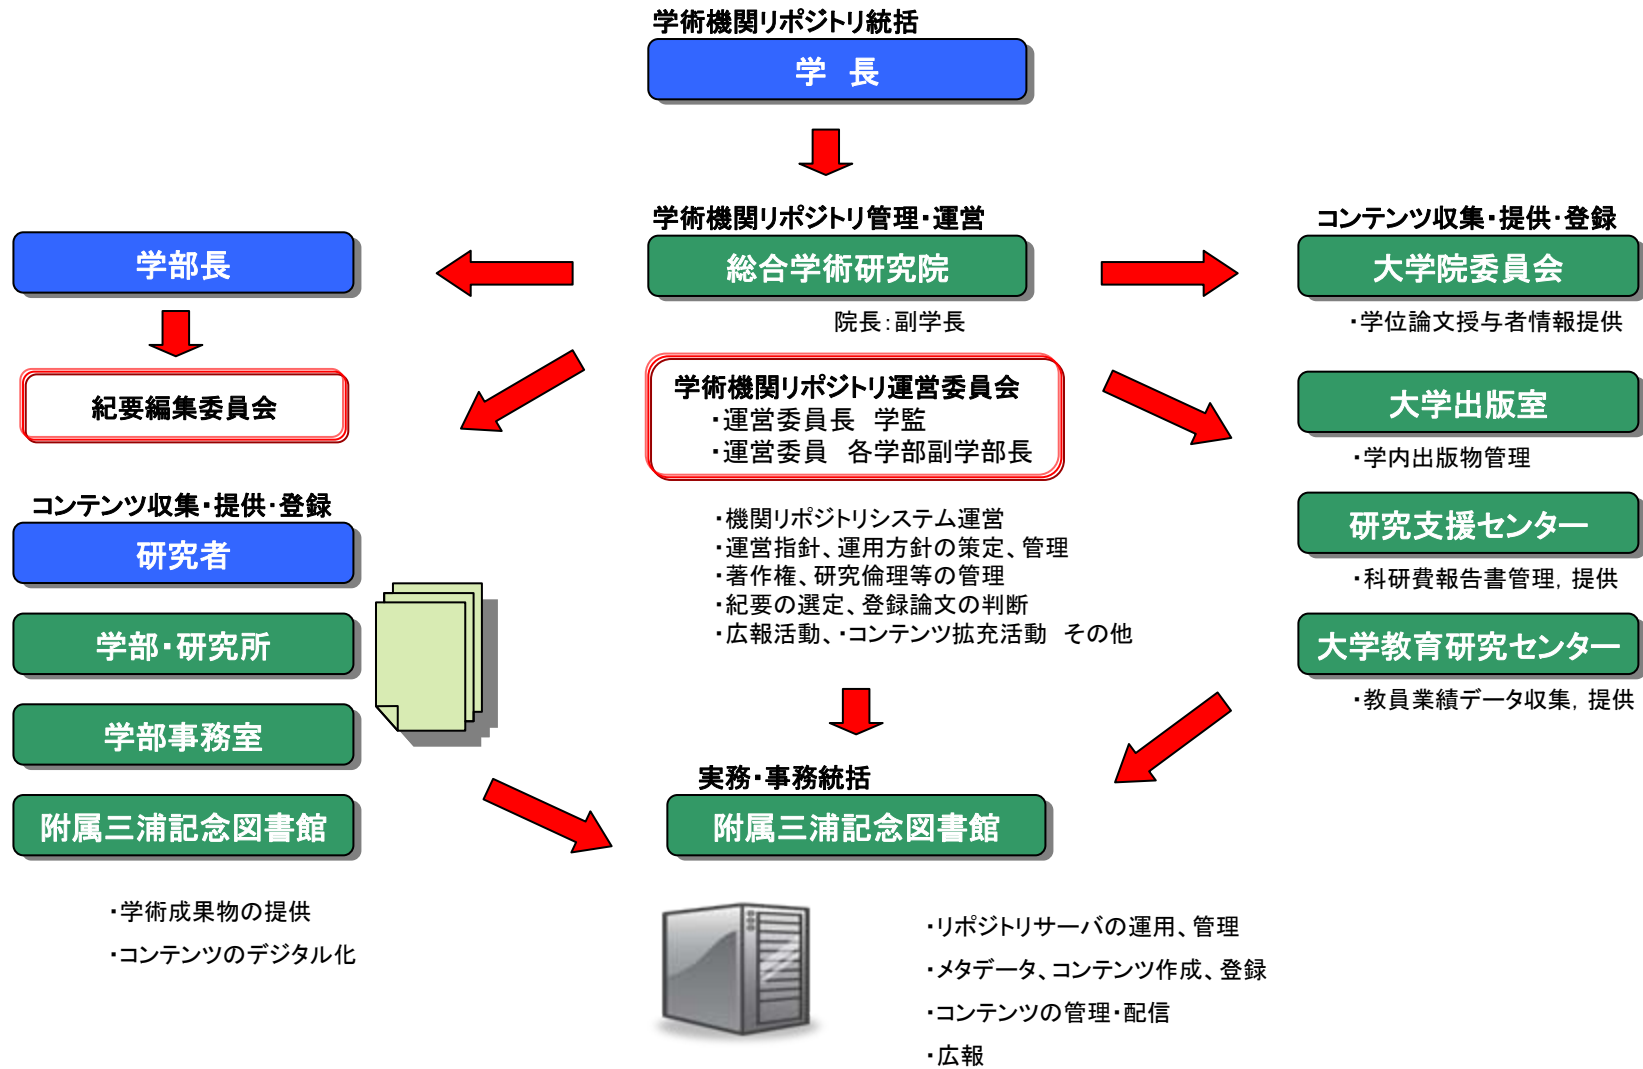 学術機関リポジトリ統括
学　長
学術機関リポジトリ管理・運営
総合学術研究院
院長：副学長
学術機関リポジトリ運営委員会
・運営委員長　学監
・運営委員　各学部副学部長
・機関リポジトリシステム運営
・運営指針、運用方針の策定、管理
・著作権、研究倫理等の管理
・紀要の選定、登録論文の判断
・広報活動、・コンテンツ拡充活動　その他
学部長
紀要編集委員会
コンテンツ収集・提供・登録
研究者
学部・研究所
学部事務室
附属三浦記念図書館
・学術成果物の提供
・コンテンツのデジタル化
コンテンツ収集・提供・登録
大学院委員会
・学位論文授与者情報提供
大学出版室
・学内出版物管理
研究支援センター
・科研費報告書管理，提供
大学教育研究センター
・教員業績データ収集，提供
実務・事務統括
附属三浦記念図書館
・リポジトリサーバの運用、管理
・メタデータ、コンテンツ作成、登録
・コンテンツの管理・配信
・広報